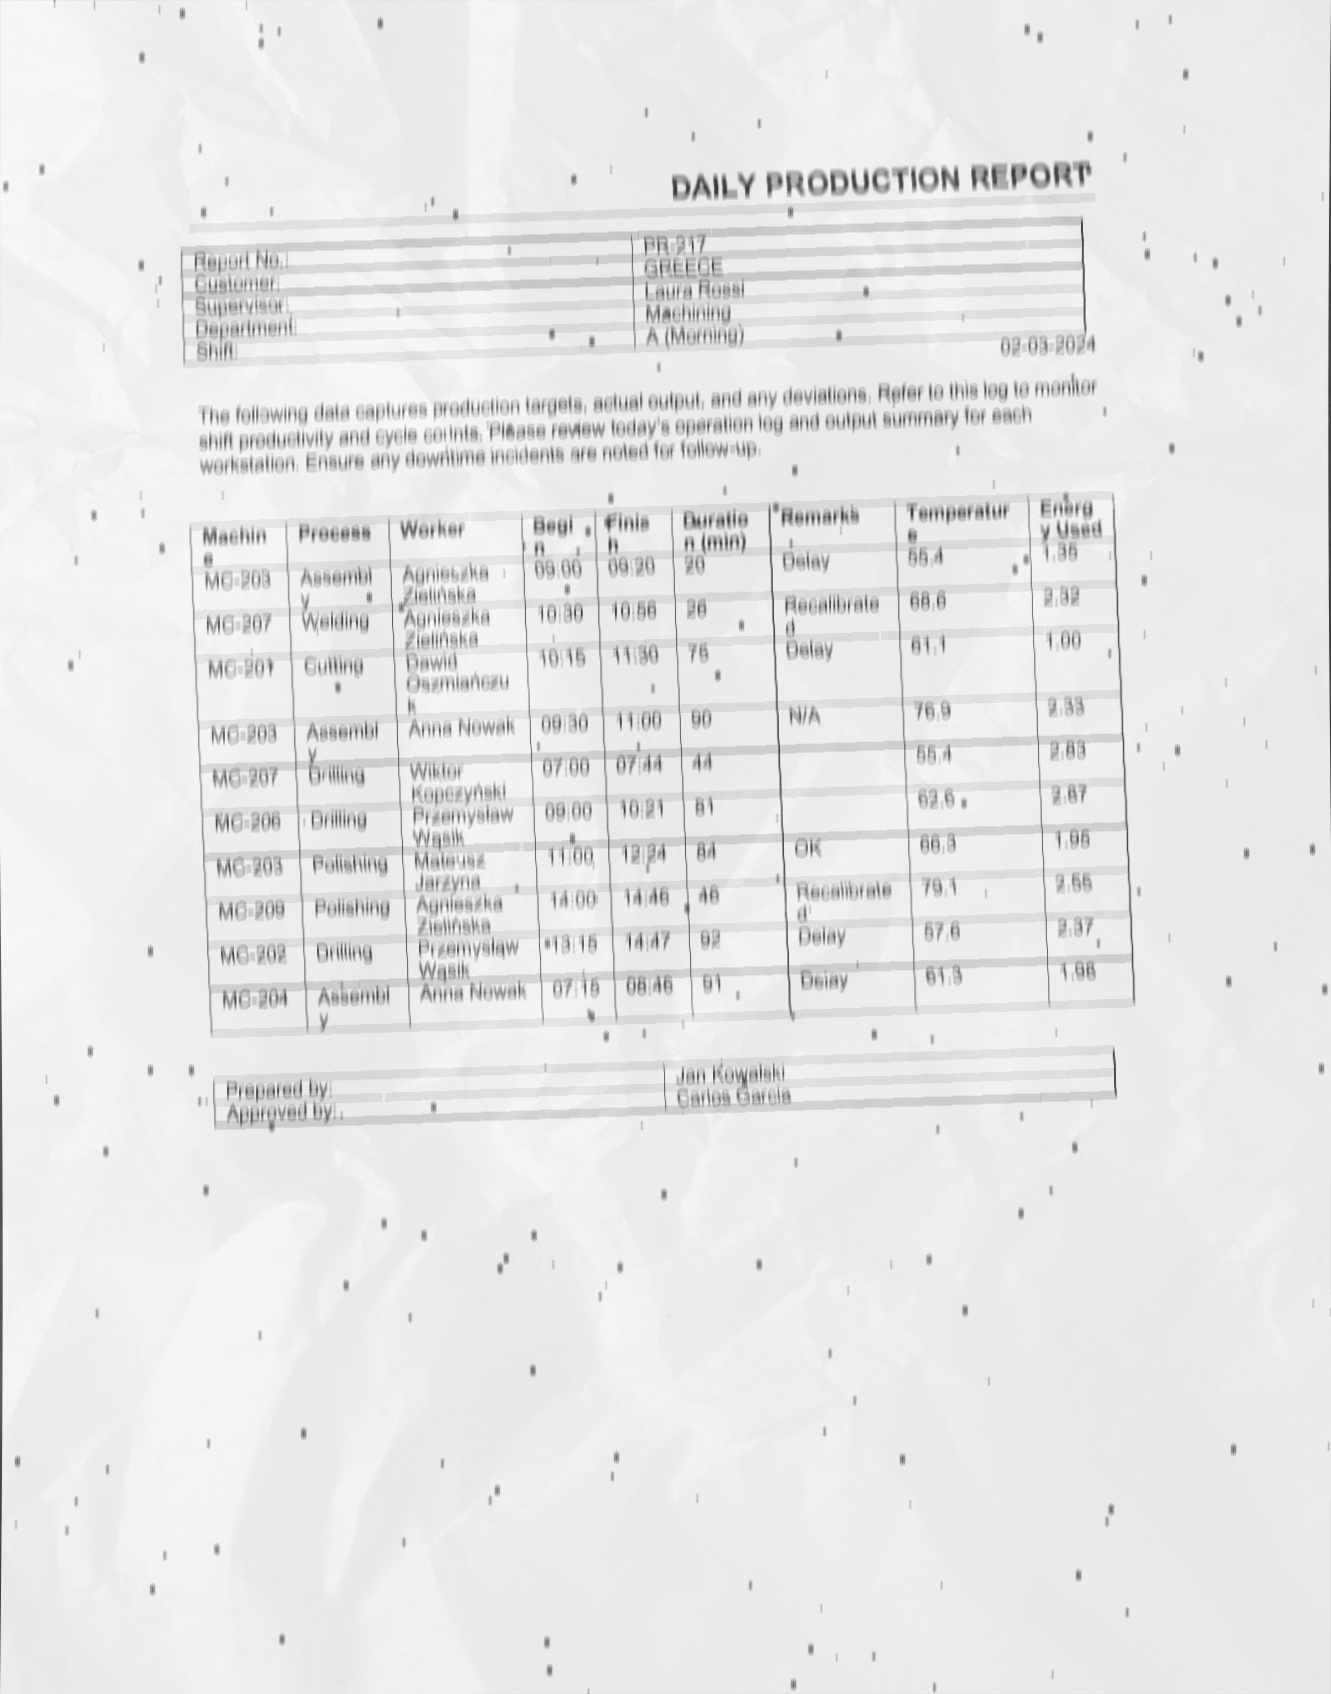 DAILY PRODUCTION REPORT
Report No.: PR-217
Customer: GREECE
Supervisor: Laura Rossi
Department: Machining
Shift: A (Morning)
02-03-2024
The following data captures production targets, actual output, and any deviations. Refer to this log to monitor
shift productivity and cycle counts. Please review today's operation log and output summary for each
workstation. Ensure any downtime incidents are noted for follow-up.
Machine Process Worker Begin Finish Duration (min) Remarks Temperature Energy Used
MC-203 Assembly Agnieszka Zielińska 09:00 09:20 20 Delay 55.4 1.35
MC-207 Welding Agnieszka Zielińska 10:30 10:56 26 Recalibrated 68.6 2.32
MC-201 Cutting Dawid Oszmiańczuk 10:15 11:30 75 Delay 61.1 1.00
MC-203 Assembly Anna Nowak 09:30 11:00 90 N/A 76.9 2.33
MC-207 Drilling Wiktor Kopczyński 07:00 07:44 44 55.4
MC-206 Drilling Przemysław Wąsik 09:00 10:21 81 62.6
MC-203 Polishing Mateusz Jarzyna 11:00 12:24 84 OK 66.3
MC-209 Polishing Agnieszka Zielińska 14:00 14:46 46 Recalibrated 79.1 2.55
MC-202 Drilling Przemysław Wąsik 13:15 14:47 92 Delay 57.6 2.37
MC-204 Assembly Anna Nowak 07:15 08:46 91 Delay 61.3
Prepared by: Jan Kowalski
Approved by: Carlos Garcia